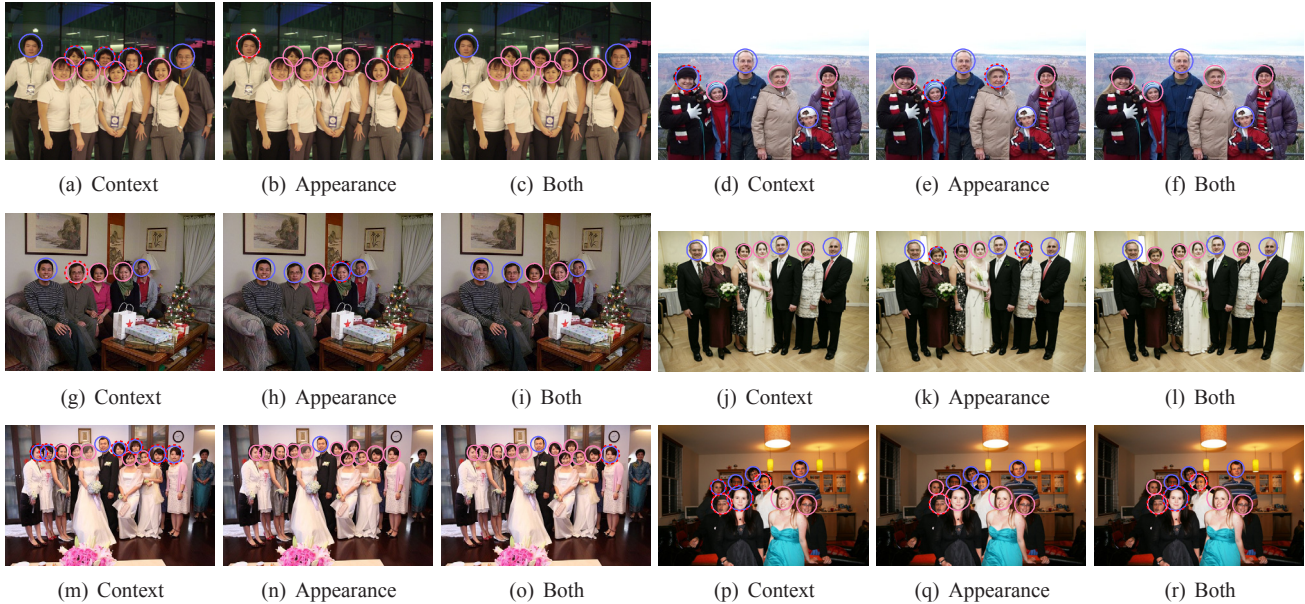 (a) Context (b) Appearance (c) Both (d) Context (e) Appearance (f) Both
(g) Context (h) Appearance (i) Both (j) Context (k) Appearance (l) Both
(m) Context (n) Appearance (o) Both (p) Context (q) Appearance (r) Both